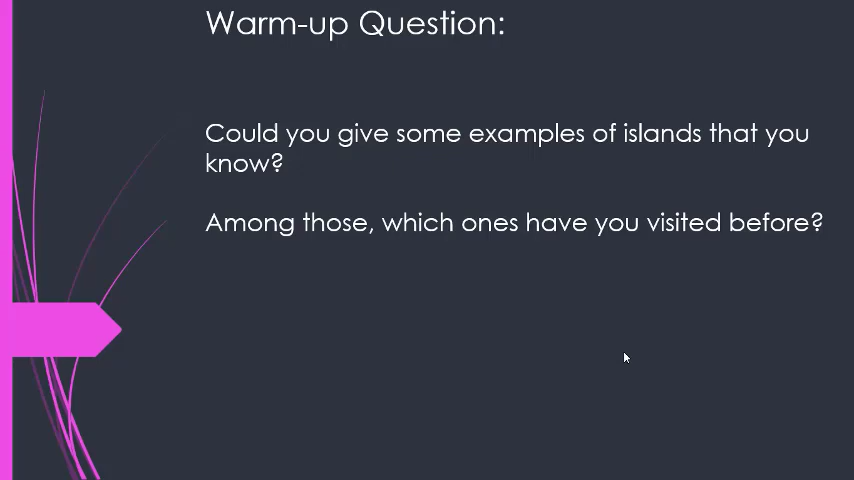 Warm-up Question:
Could you give some examples of islands that you
know?
Among those, which ones have you visited before?